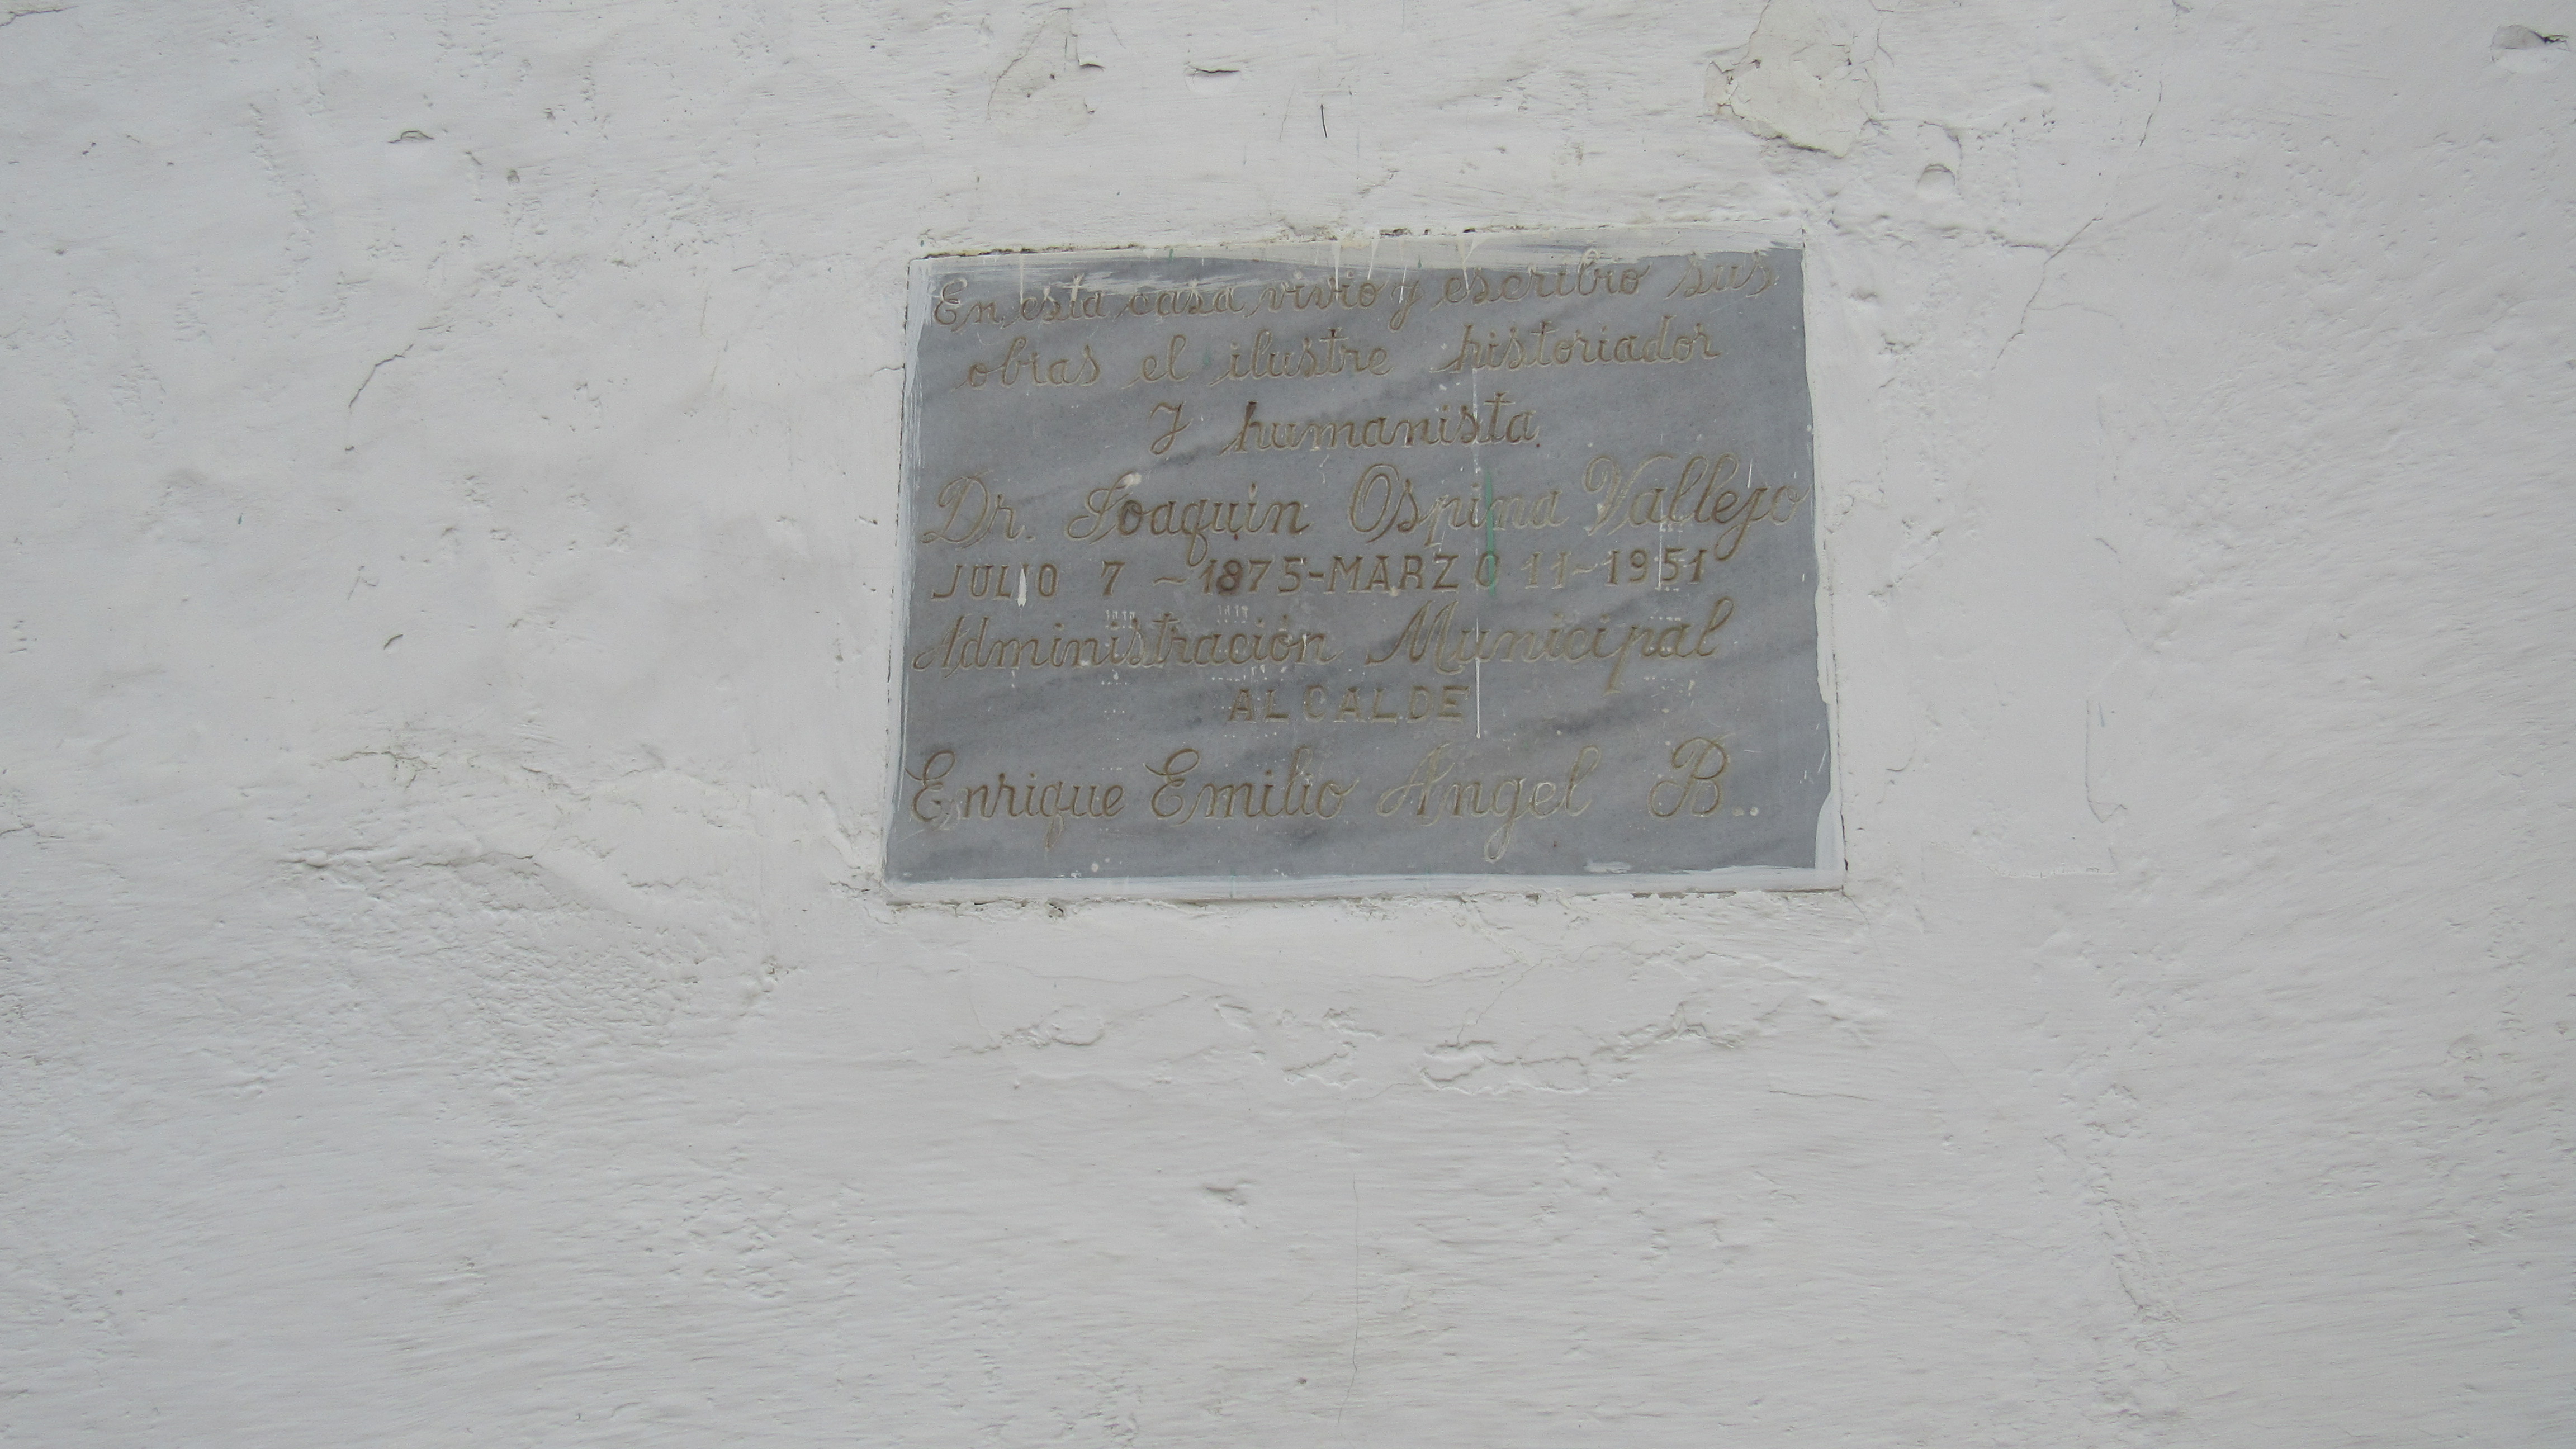 En esta casa vivio y escribio sus
obras el ilustre historiador
Y humanista
Dr. Joaquin Ospina Vallejo
JULIO 7 ~ 1875-MARZO 11~1951
Administración Municipal
ALCALDE
Enrique Emilio Angel B.